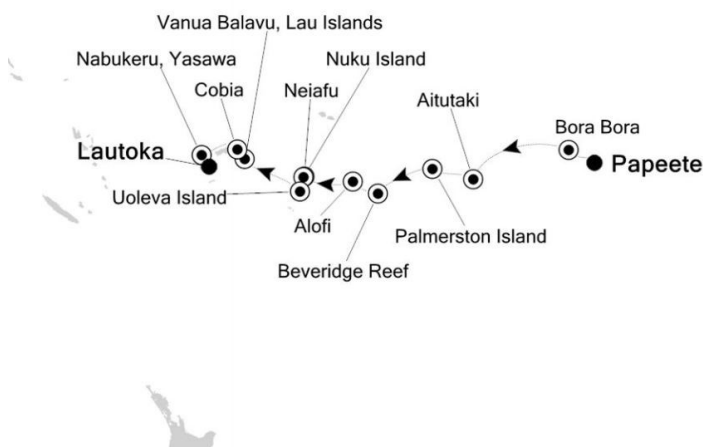 Vanua Balavu, Lau Islands
Nabukeru, Yasawa
Nuku Island
Cobia
Neiafu
Aitutaki
Bora Bora
Lautoka
Papeete
Uoleva Island
Alofi
Palmerston Island
Beveridge Reef